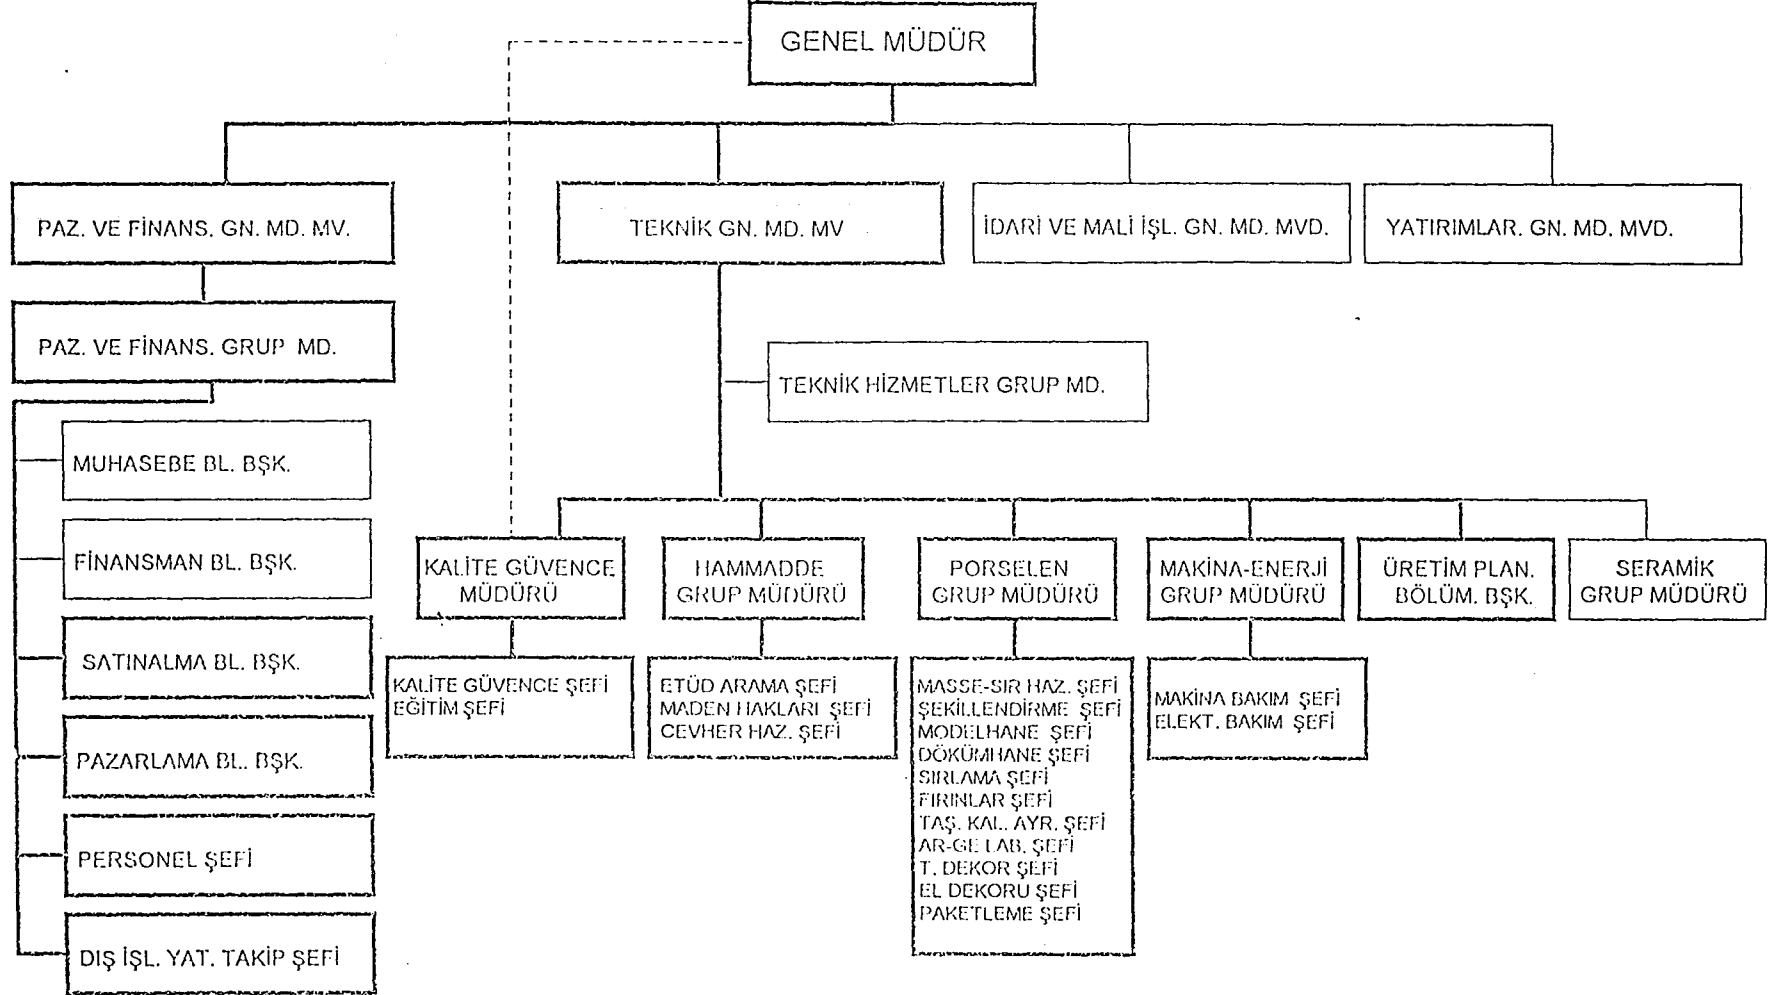 GENEL MÜDÜR
PAZ. VE FİNANS. GN. MD. MV.
TEKNİK GN. MD. MV
İDARİ VE MALİ İŞL. GN. MD. MVD.
YATIRIMLAR. GN. MD. MVD.
PAZ. VE FİNANS. GRUP MD.
TEKNİK HİZMETLER GRUP MD.
MUHASEBE BL. BŞK.
FİNANSMAN BL. BŞK.
SATINALMA BL. BŞK.
PAZARLAMA BL. BŞK.
PERSONEL ŞEFİ
DIŞ İŞL. YAT. TAKİP ŞEFİ
KALİTE GÜVENCE
MÜDÜRÜ
HAMMADDE
GRUP MÜDÜRÜ
PORSELEN
GRUP MÜDÜRÜ
MAKİNA-ENERJİ
GRUP MÜDÜRÜ
ÜRETİM PLAN.
BÖLÜM. BŞK.
SERAMİK
GRUP MÜDÜRÜ
KALİTE GÜVENCE ŞEFİ
EĞİTİM ŞEFİ
ETÜD ARAMA ŞEFİ
MADEN HAKLARI ŞEFİ
CEVHER HAZ. ŞEFİ
MASSE-SIR HAZ. ŞEFİ
ŞEKİLLENDİRME ŞEFİ
MODELHANE ŞEFİ
DÖKÜMHANE ŞEFİ
SIRLAMA ŞEFİ
FIRINLAR ŞEFİ
TAŞ. KAL. AYR. ŞEFİ
AR-GE LAB. ŞEFİ
T. DEKOR ŞEFİ
EL DEKORU ŞEFİ
PAKETLEME ŞEFİ
MAKİNA BAKIM ŞEFİ
ELEKT. BAKIM ŞEFİ